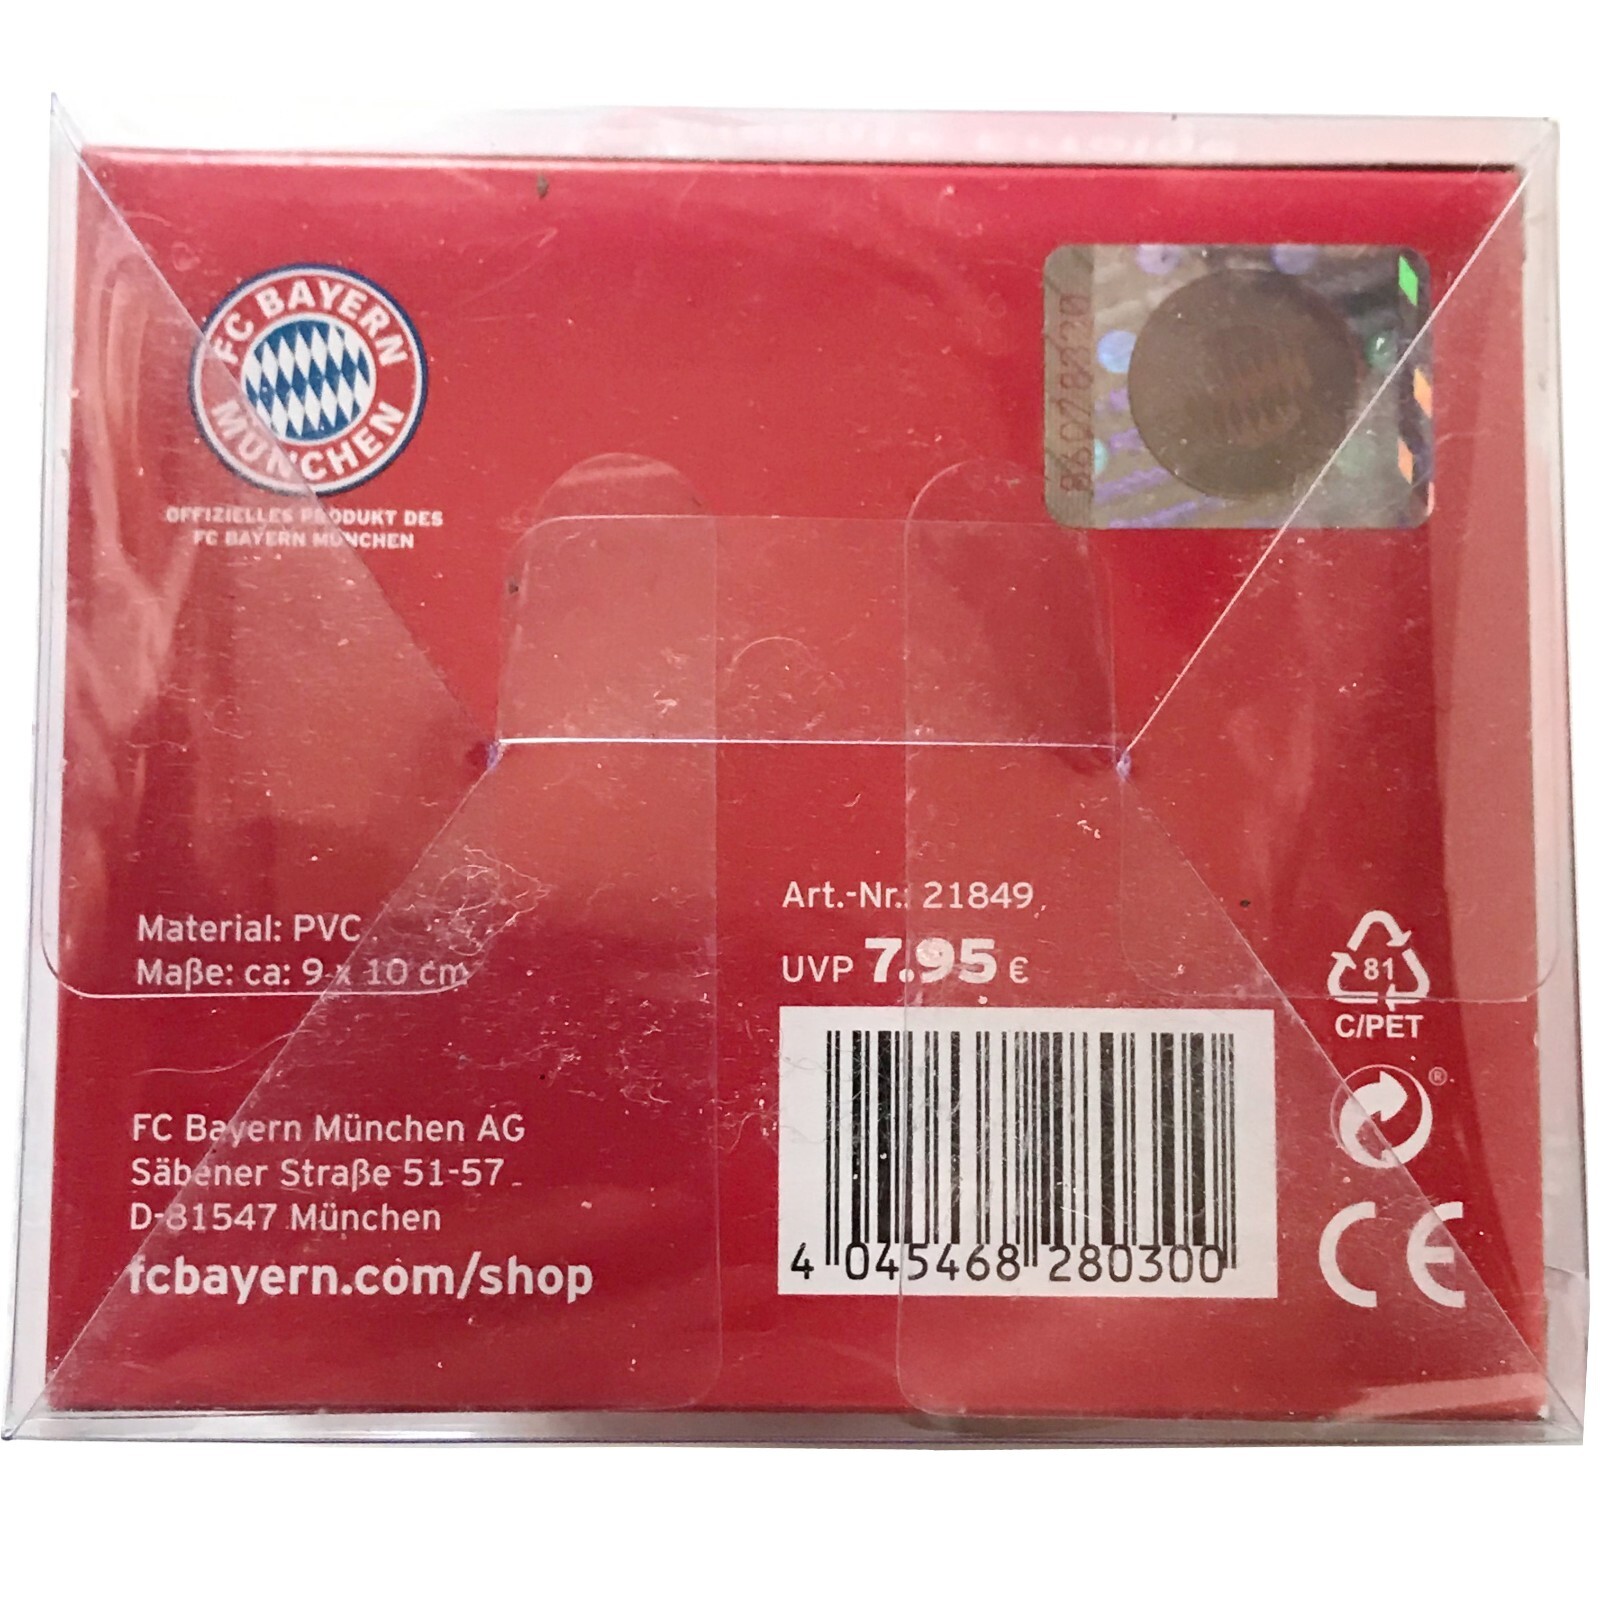 FC BAYERN
MÜNCHEN
OFFIZIELLES PRODUKT DES
FC BAYERN MÜNCHEN
Material: PVC
Maße: ca: 9 x 10 cm
Art.-Nr.: 21849
UVP 7.95 €
81
C/PET
®
FC Bayern München AG
Säbener Straße 51-57
D-81547 München
fcbayern.com/shop
4 045468 280300
CE